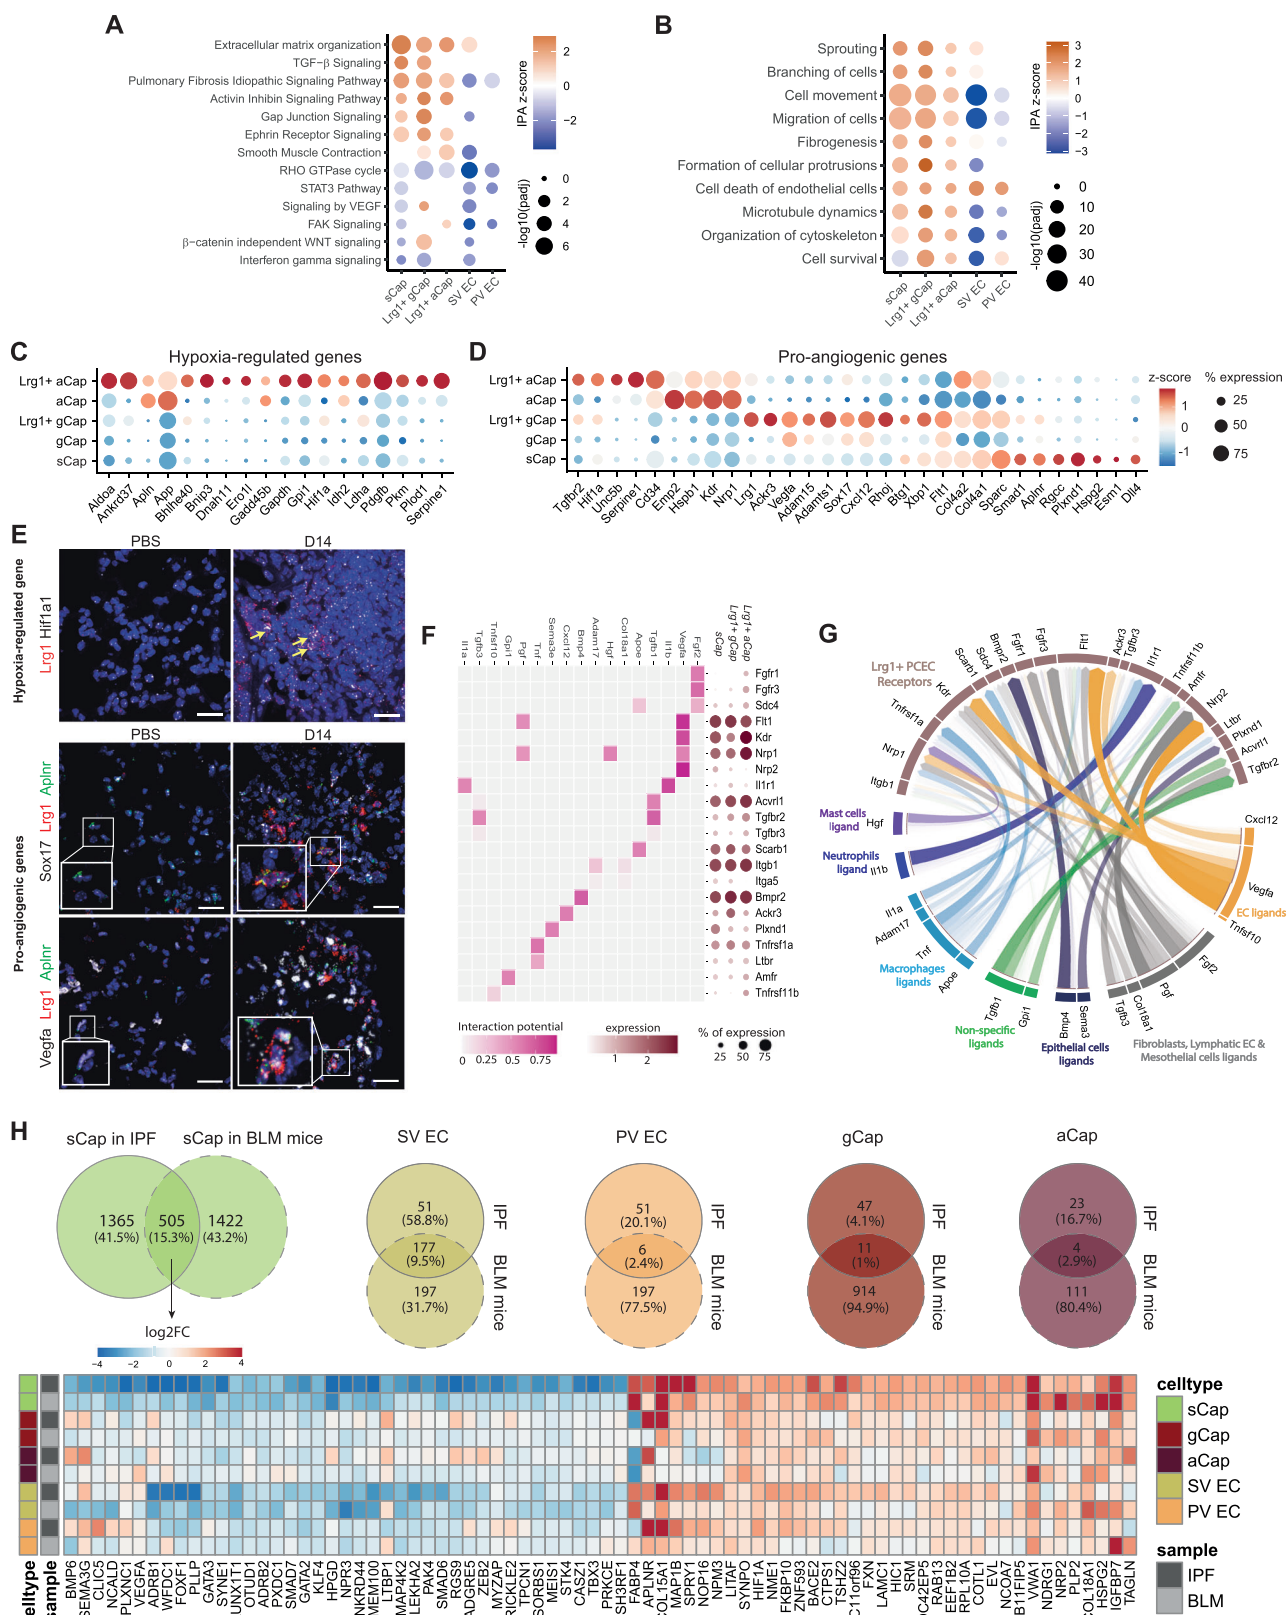 A
Extracellular matrix organization
TGF−β Signaling
Pulmonary Fibrosis Idiopathic Signaling Pathway
Activin Inhibin Signaling Pathway
Gap Junction Signaling
Ephrin Receptor Signaling
Smooth Muscle Contraction
RHO GTPase cycle
STAT3 Pathway
Signaling by VEGF
FAK Signaling
β−catenin independent WNT signaling
Interferon gamma signaling
sCap
Lrg1+ gCap
Lrg1+ aCap
SV EC
PV EC
IPA z-score
2
0
−2
-log10(padj)
0
2
4
6
B
Sprouting
Branching of cells
Cell movement
Migration of cells
Fibrogenesis
Formation of cellular protrusions
Cell death of endothelial cells
Microtubule dynamics
Organization of cytoskeleton
Cell survival
sCap
Lrg1+ gCap
Lrg1+ aCap
SV EC
PV EC
IPA z-score
3
2
1
0
−1
−2
−3
-log10(padj)
0
10
20
30
40
C
Hypoxia-regulated genes
Lrg1+ aCap
aCap
Lrg1+ gCap
gCap
sCap
Aldoa
Ankrd37
Apln
App
Bhlhe40
Bnip3
Dnah11
Ero1l
Gadd45b
Gapdh
Gpi1
Hif1a
Idh2
Ldha
Pdgfb
Pkm
Plod1
Serpine1
D
Pro-angiogenic genes
Lrg1+ aCap
aCap
Lrg1+ gCap
gCap
sCap
Tgfbr2
Hif1a
Unc5b
Serpine1
Cd34
Emp2
Hspb1
Kdr
Nrp1
Lrg1
Ackr3
Vegfa
Adam15
Adamts1
Sox17
Cxcl12
Rhoj
Btg1
Xbp1
Flt1
Col4a2
Col4a1
Sparc
Smad1
Aplnr
Rgcc
Plxnd1
Hspg2
Esm1
Dll4
z-score
1
0
-1
% expression
25
50
75
E
PBS
D14
Hypoxia-regulated gene
Lrg1 Hif1a1
PBS
D14
Pro-angiogenic genes
Sox17 Lrg1 Aplnr
Vegfa Lrg1 Aplnr
F
Il1a
Tgfb3
Tnfsf10
Gpi1
Pgf
Tnf
Sema3e
Cxcl12
Bmp4
Adam17
Hgf
Col18a1
Apoe
Tgfb1
Il1b
Vegfa
Fgf2
sCap
Lrg1+ gCap
Lrg1+ aCap
Fgfr1
Fgfr3
Sdc4
Flt1
Kdr
Nrp1
Nrp2
Il1r1
Acvrl1
Tgfbr2
Tgfbr3
Scarb1
Itgb1
Itga5
Bmpr2
Ackr3
Plxnd1
Tnfrsf1a
Ltbr
Amfr
Tnfrsf11b
Interaction potential
0 0.25 0.5 0.75
expression
1 2
% of expression
25 50 75
G
Lrg1+ PCEC
Receptors
Itgb1
Nrp1
Tnfrsf1a
Kdr
Scarb1
Sdc4
Bmpr2
Fgfr1
Fgfr3
Flt1
Ackr3
Tgfbr3
Il1r1
Tnfrsf11b
Amfr
Nrp2
Ltbr
Plxnd1
Acvrl1
Tgfbr2
Cxcl12
Vegfa
EC ligands
Tnfsf10
Fgf2
Pgf
Col18a1
Tgfb3
Fibroblasts, Lymphatic EC &
Mesothelial cells ligands
Sema3
Bmp4
Epithelial cells
ligands
Gpi1
Tgfb1
Non-specific
ligands
Apoe
Tnf
Adam17
Il1a
Macrophages
ligands
Neutrophils
ligand
Il1b
Mast cells
ligand
Hgf
H
sCap in IPF
sCap in BLM mice
1365
(41.5%)
505
(15.3%)
1422
(43.2%)
log2FC
−4 −2 0 2 4
SV EC
51
(58.8%)
177
(9.5%)
197
(31.7%)
IPF
BLM mice
PV EC
51
(20.1%)
6
(2.4%)
197
(77.5%)
IPF
BLM mice
gCap
47
(4.1%)
11
(1%)
914
(94.9%)
IPF
BLM mice
aCap
23
(16.7%)
4
(2.9%)
111
(80.4%)
IPF
BLM mice
celltype
sCap
gCap
aCap
SV EC
PV EC
sample
IPF
BLM
celltype
sample
BMP6
SEMA3G
CLIC5
NCALD
PLXNC1
VEGFA
ADRB1
WFDC1
FOXF1
PLLP
GATA3
SYNE1
UNX1T1
OTUD1
ADRB2
PXDC1
SMAD7
GATA2
KLF4
HPGD
NPR3
NKRD44
MEM100
LTBP1
MAP4K2
LEKHA2
PAK4
SMAD6
RGS9
ADGRE5
ZEB2
MYZAP
TPCN1
RICKLE2
SORBS1
MEIS1
STK4
CASZ1
TBX3
PRKCE
SH3RF1
FABP4
APLNR
COL15A1
MAP1B
SPRY1
NOP16
NPM3
LITAF
SYNPO
HIF1A
NME1
FKBP10
ZNF593
BACE2
CTPS1
TSHZ2
C11orf96
TXN
LAMC1
HIC1
SRM
DC42EP5
RAB13
EEF1B2
RPL10A
COTL1
EVL
NCOA7
B11FIP5
VWA1
NDRG1
NRP2
PLP2
COL18A1
HSPG2
IGFBP7
TAGLN